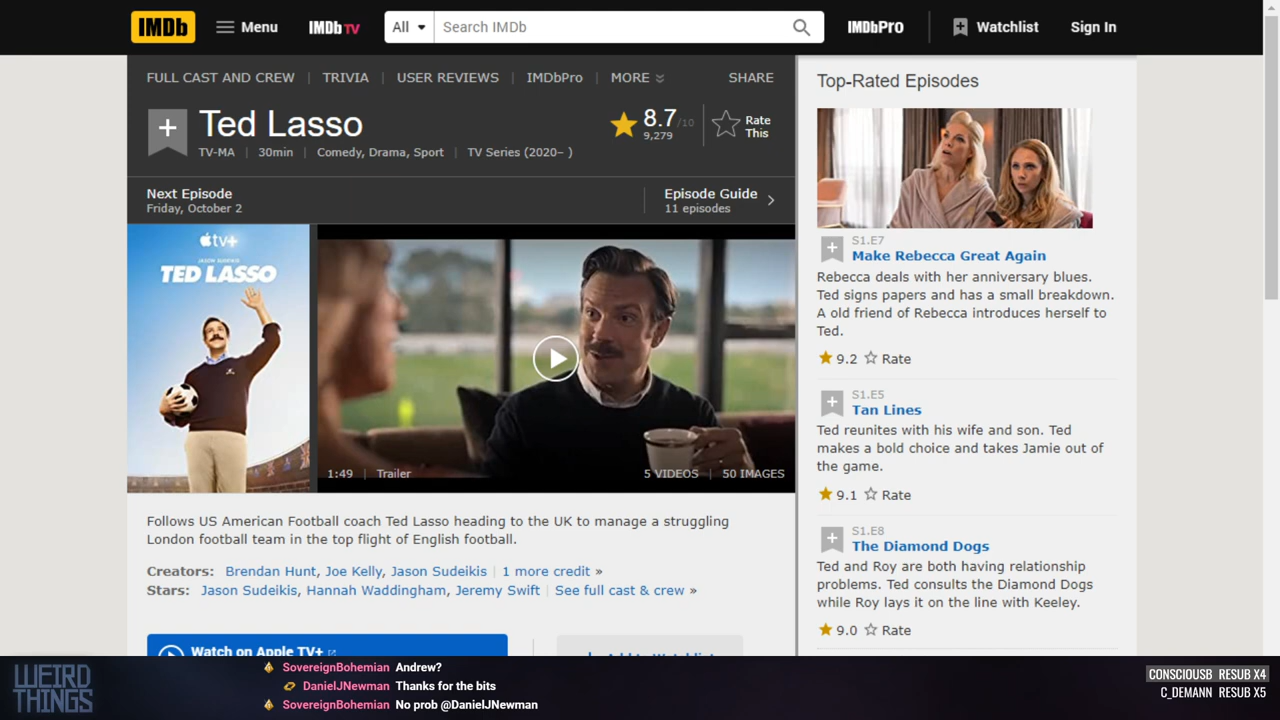 IMDb
Menu
IMDb TV
All
Search IMDb
IMDbPRO
Watchlist
Sign In
FULL CAST AND CREW
TRIVIA
USER REVIEWS
IMDbPro
MORE
SHARE
Ted Lasso
8.7/10
9,279
Rate
This
TV-MA | 30min | Comedy, Drama, Sport | TV Series (2020– )
Next Episode
Friday, October 2
Episode Guide
11 episodes
tv+
JASON SUDEIKIS
TED LASSO
1:49 | Trailer
5 VIDEOS | 50 IMAGES
Follows US American Football coach Ted Lasso heading to the UK to manage a struggling
London football team in the top flight of English football.
Creators: Brendan Hunt, Joe Kelly, Jason Sudeikis | 1 more credit »
Stars: Jason Sudeikis, Hannah Waddingham, Jeremy Swift | See full cast & crew »
Watch on Apple TV+
Top-Rated Episodes
S1.E7
Make Rebecca Great Again
Rebecca deals with her anniversary blues.
Ted signs papers and has a small breakdown.
A old friend of Rebecca introduces herself to
Ted.
9.2 Rate
S1.E5
Tan Lines
Ted reunites with his wife and son. Ted
makes a bold choice and takes Jamie out of
the game.
9.1 Rate
S1.E8
The Diamond Dogs
Ted and Roy are both having relationship
problems. Ted consults the Diamond Dogs
while Roy lays it on the line with Keeley.
9.0 Rate
WEIRD
THINGS
SovereignBohemian Andrew?
DanielJNewman Thanks for the bits
SovereignBohemian No prob @DanielJNewman
CONSCIOUSB RESUB X4
C_DEMANN RESUB X5